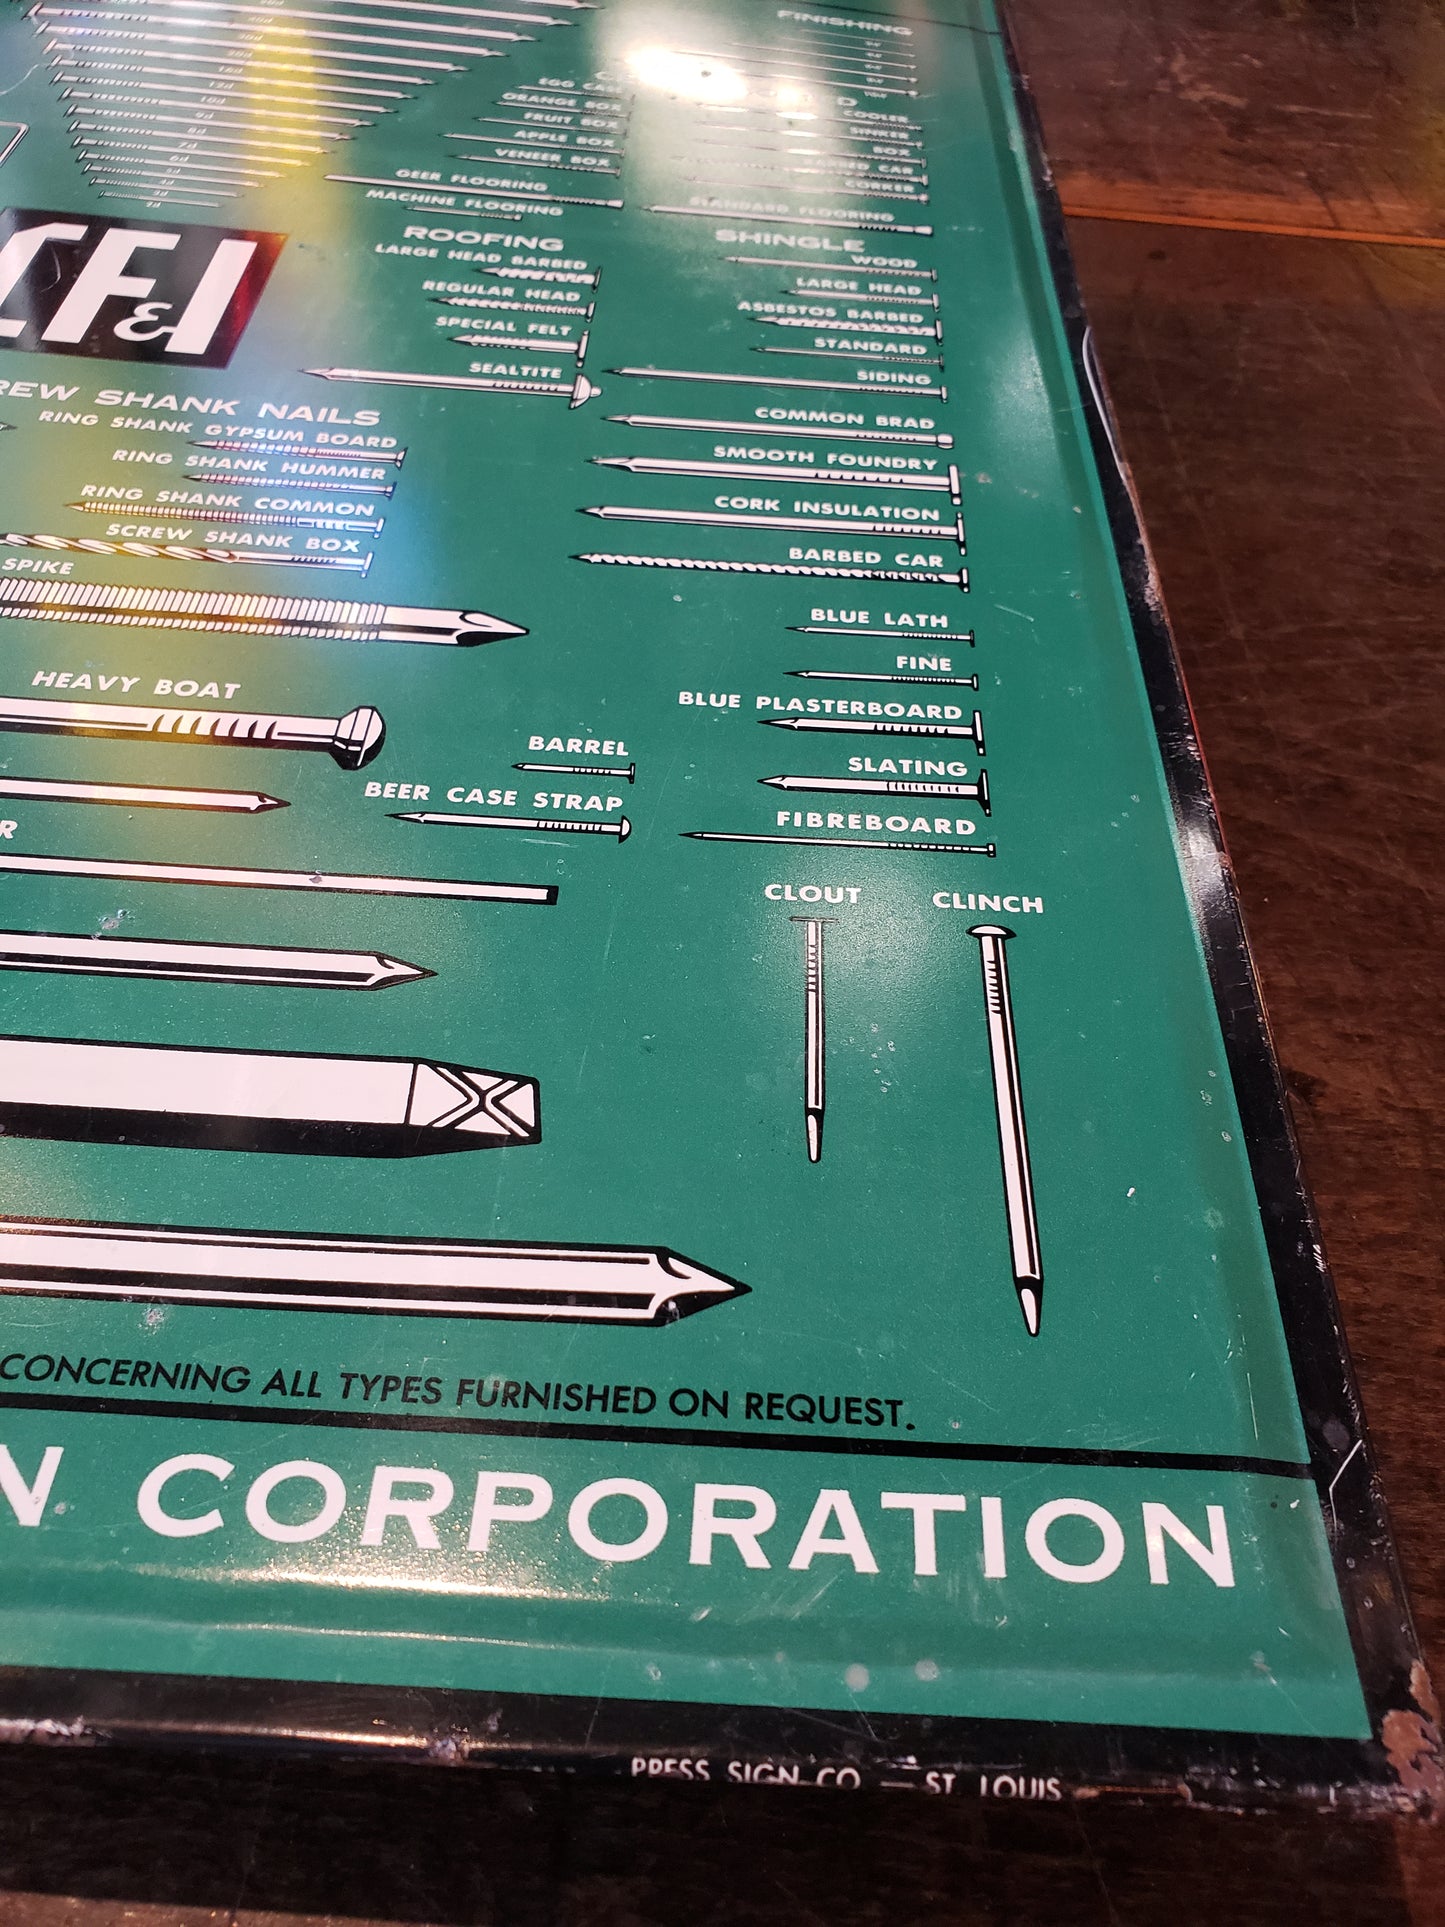 FINISHING
EGG CASE
ORANGE BOX
FRUIT BOX
APPLE BOX
VENEER BOX
COOLER
SINKER
BOX
CAR
CORKER
GEER FLOORING
MACHINE FLOORING
STANDARD FLOORING
ROOFING
LARGE HEAD BARBED
REGULAR HEAD
SPECIAL FELT
SEALTITE
SHINGLE
WOOD
LARGE HEAD
ASBESTOS BARBED
STANDARD
SIDING
COMMON BRAD
SMOOTH FOUNDRY
CORK INSULATION
BARBED CAR
BLUE LATH
FINE
BLUE PLASTERBOARD
SLATING
FIBREBOARD
CF&I
REW SHANK NAILS
RING SHANK GYPSUM BOARD
RING SHANK HUMMER
RING SHANK COMMON
SCREW SHANK BOX
SPIKE
HEAVY BOAT
BARREL
BEER CASE STRAP
R
CLOUT
CLINCH
CONCERNING ALL TYPES FURNISHED ON REQUEST.
N CORPORATION
PRESS SIGN CO — ST LOUIS